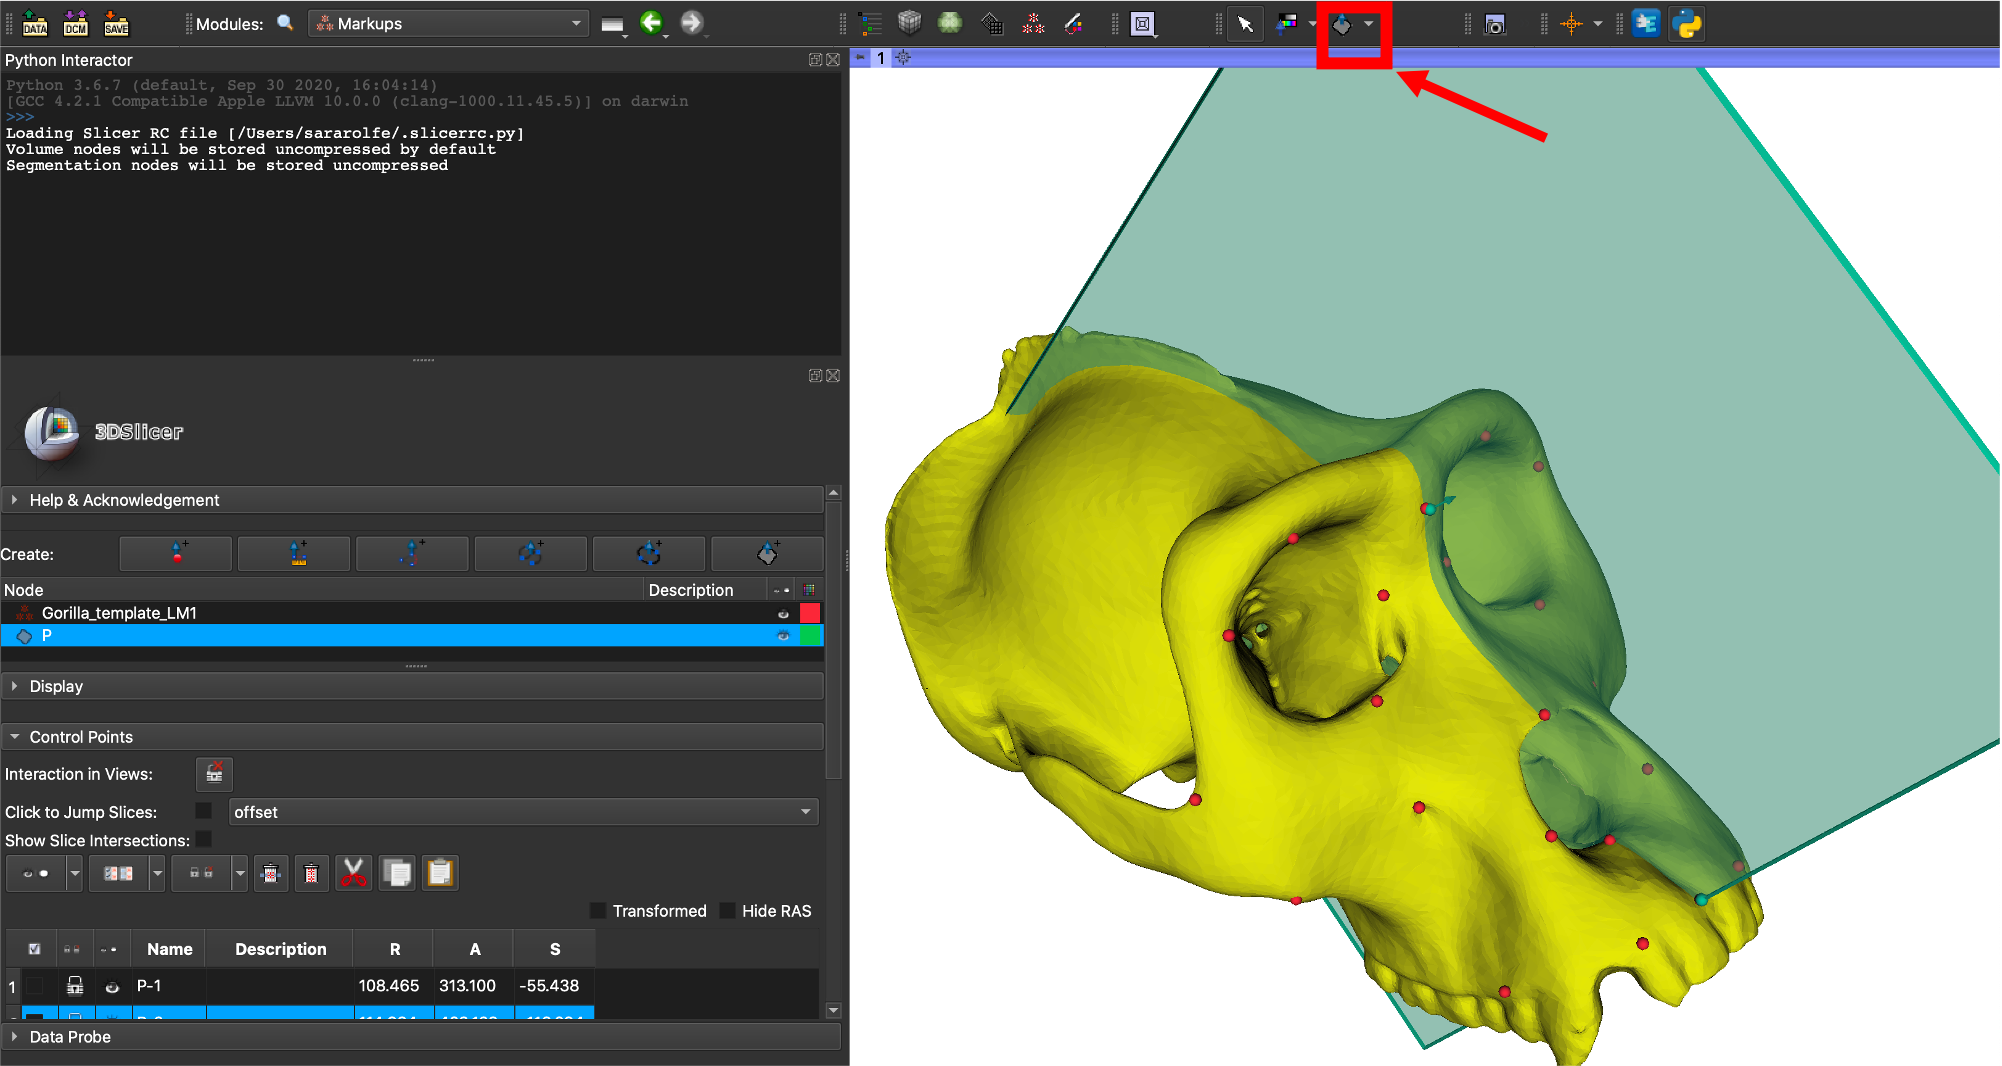 DATA DCM SAVE Modules: Markups
1
Python Interactor
Python 3.6.7 (default, Sep 30 2020, 16:04:14)
[GCC 4.2.1 Compatible Apple LLVM 10.0.0 (clang-1000.11.45.5)] on darwin
>>>
Loading Slicer RC file [/Users/sararolfe/.slicerrc.py]
Volume nodes will be stored uncompressed by default
Segmentation nodes will be stored uncompressed
3DSlicer
Help & Acknowledgement
Create:
Node Description
Gorilla_template_LM1
P
Display
Control Points
Interaction in Views:
Click to Jump Slices: offset
Show Slice Intersections:
Transformed Hide RAS
Name Description R A S
1 P-1 108.465 313.100 -55.438
Data Probe